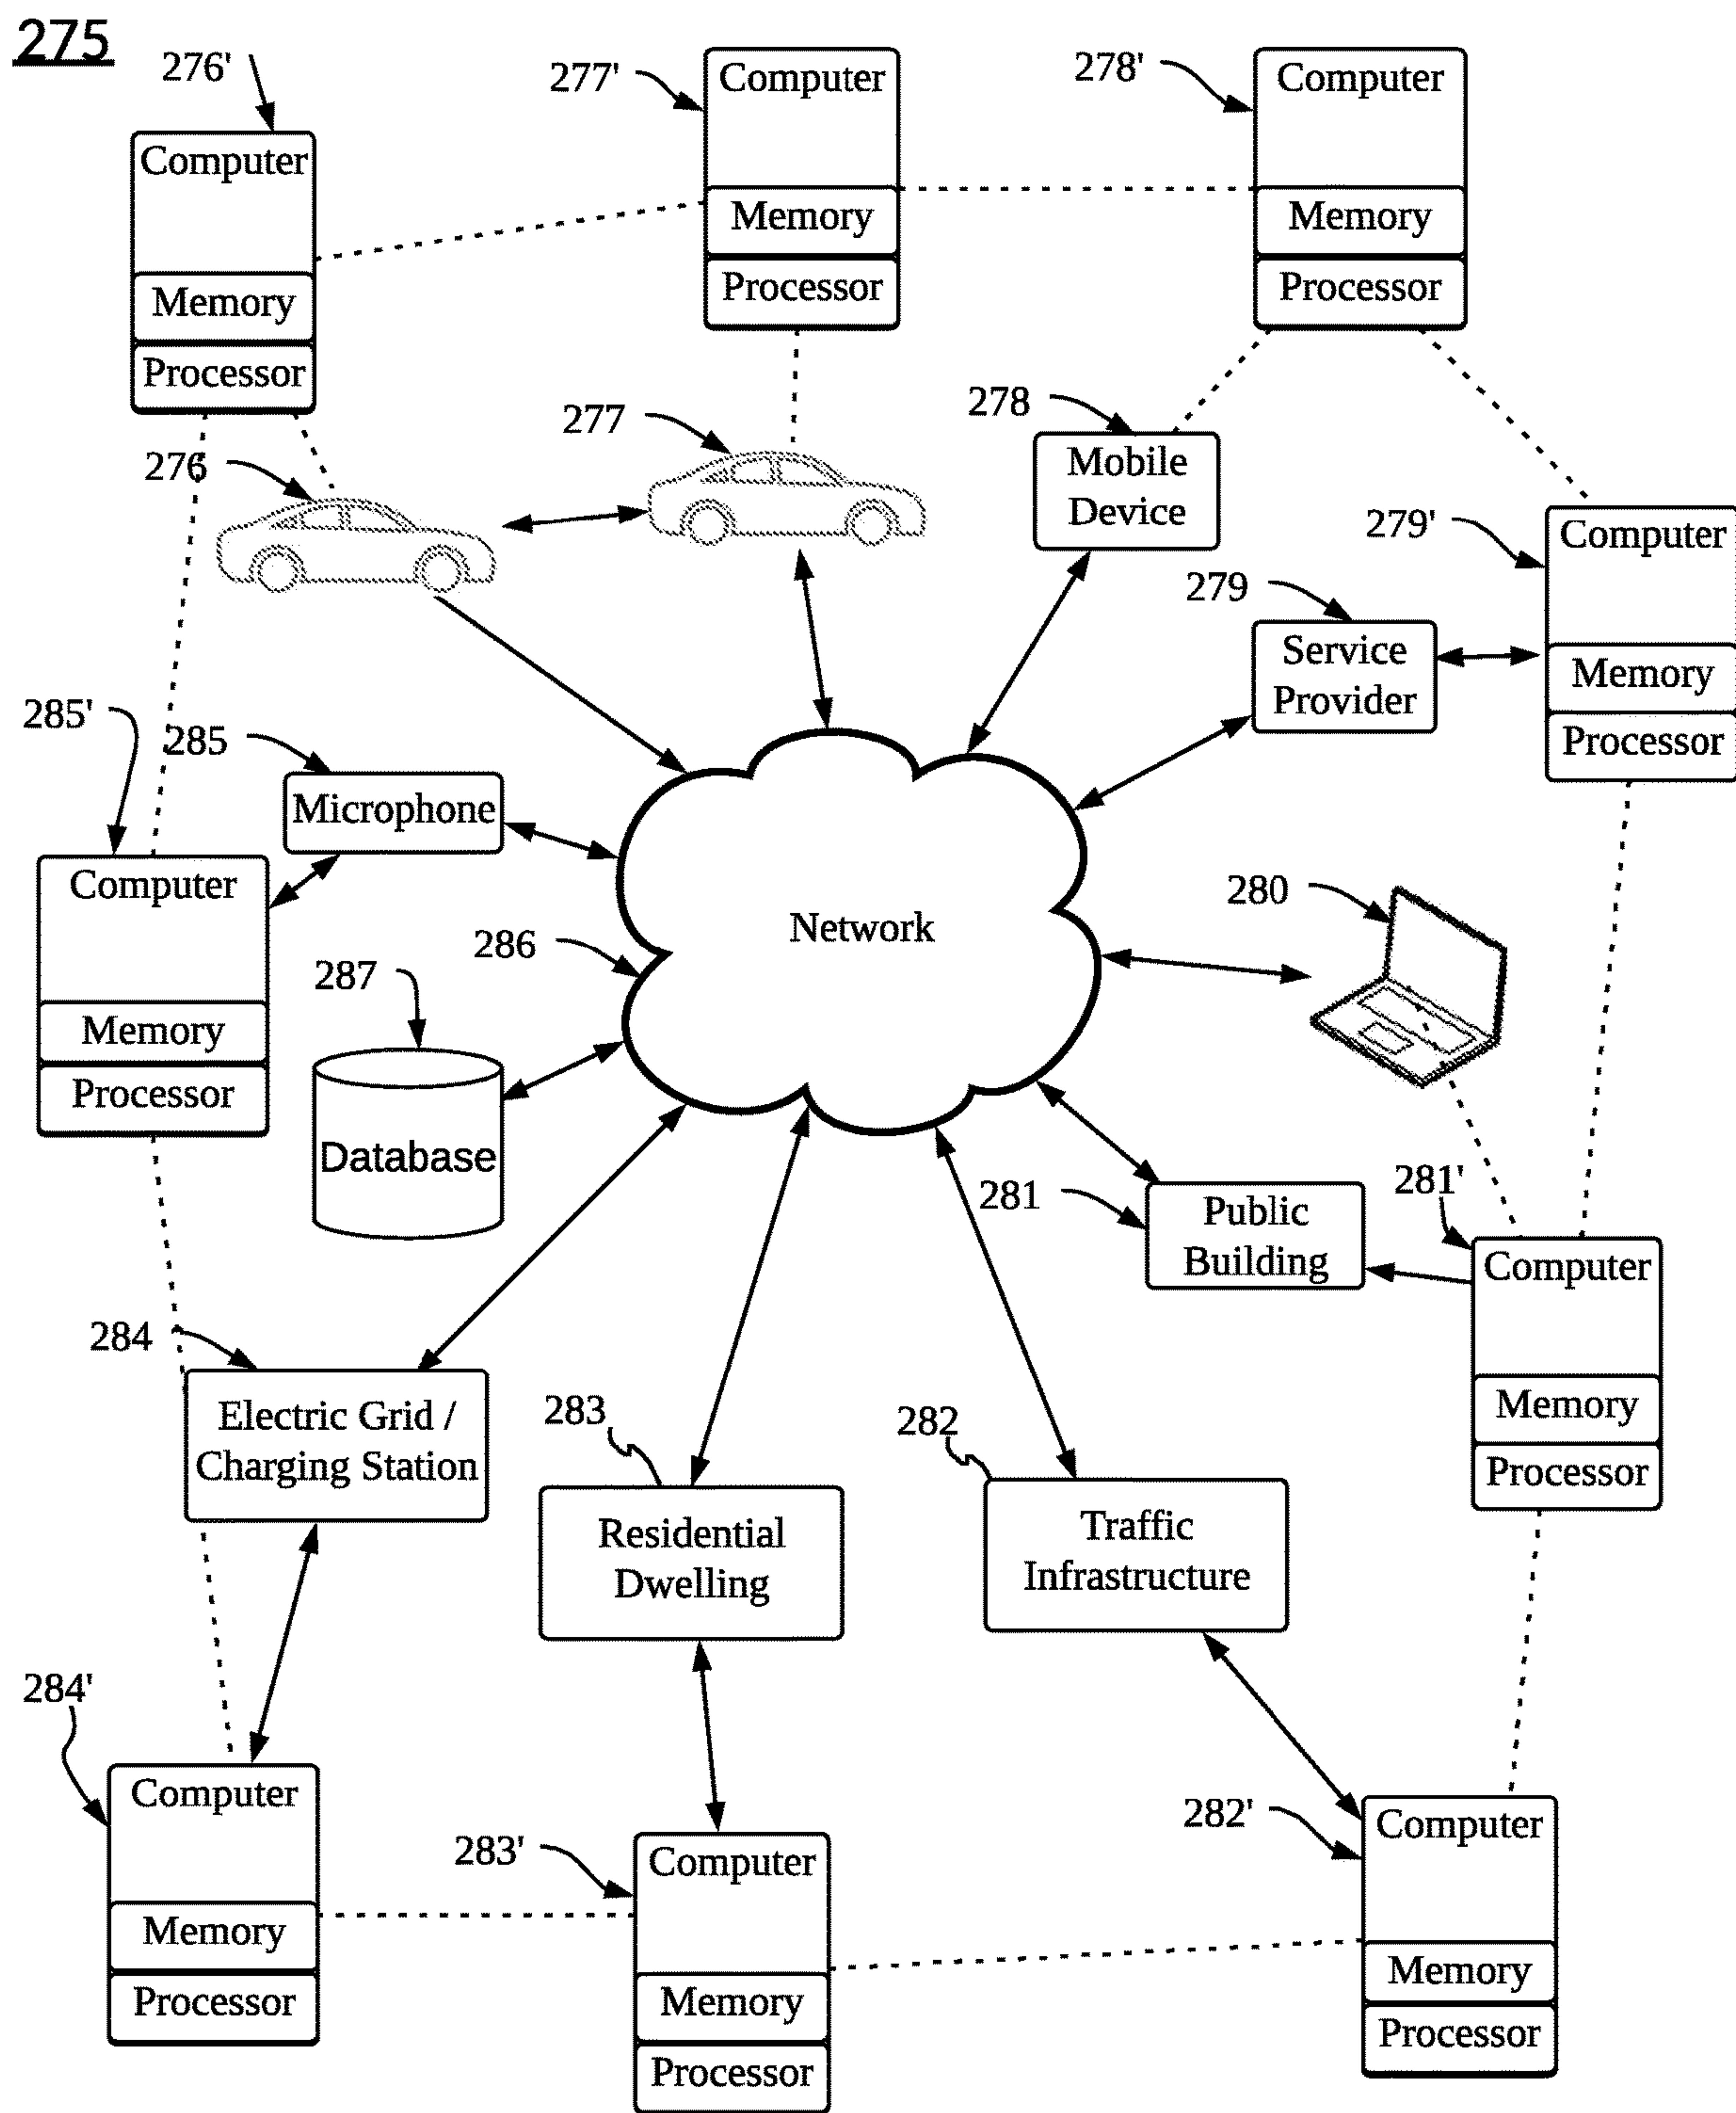 275
276'
277'
278'
Computer
Memory
Processor
Computer
Memory
Processor
Computer
Memory
Processor
276
277
278
Mobile
Device
279
Service
Provider
279'
Computer
Memory
Processor
285'
285
Microphone
Computer
Memory
Processor
286
Network
280
287
Database
281
Public
Building
281'
Computer
Memory
Processor
284
Electric Grid /
Charging Station
283
Residential
Dwelling
282
Traffic
Infrastructure
284'
Computer
Memory
Processor
283'
Computer
Memory
Processor
282'
Computer
Memory
Processor